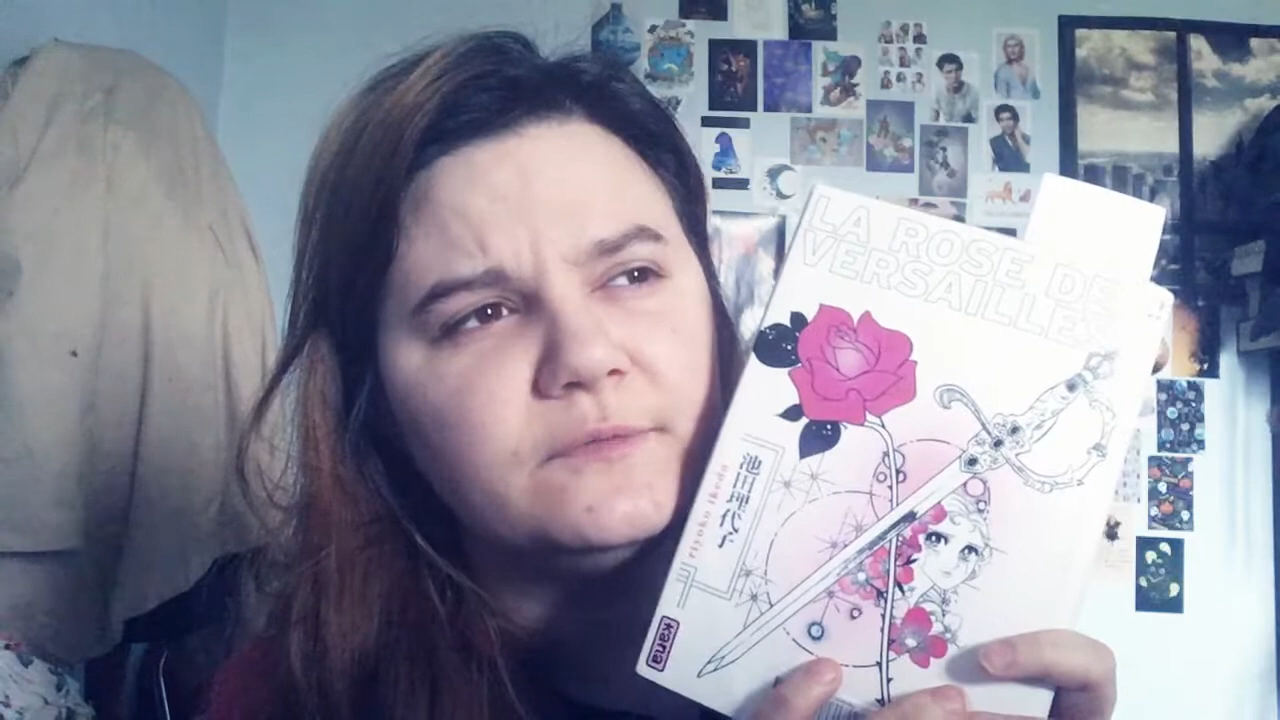 LA ROSE DE
VERSAILLES
池田理代子
riyoko ikeda
kana